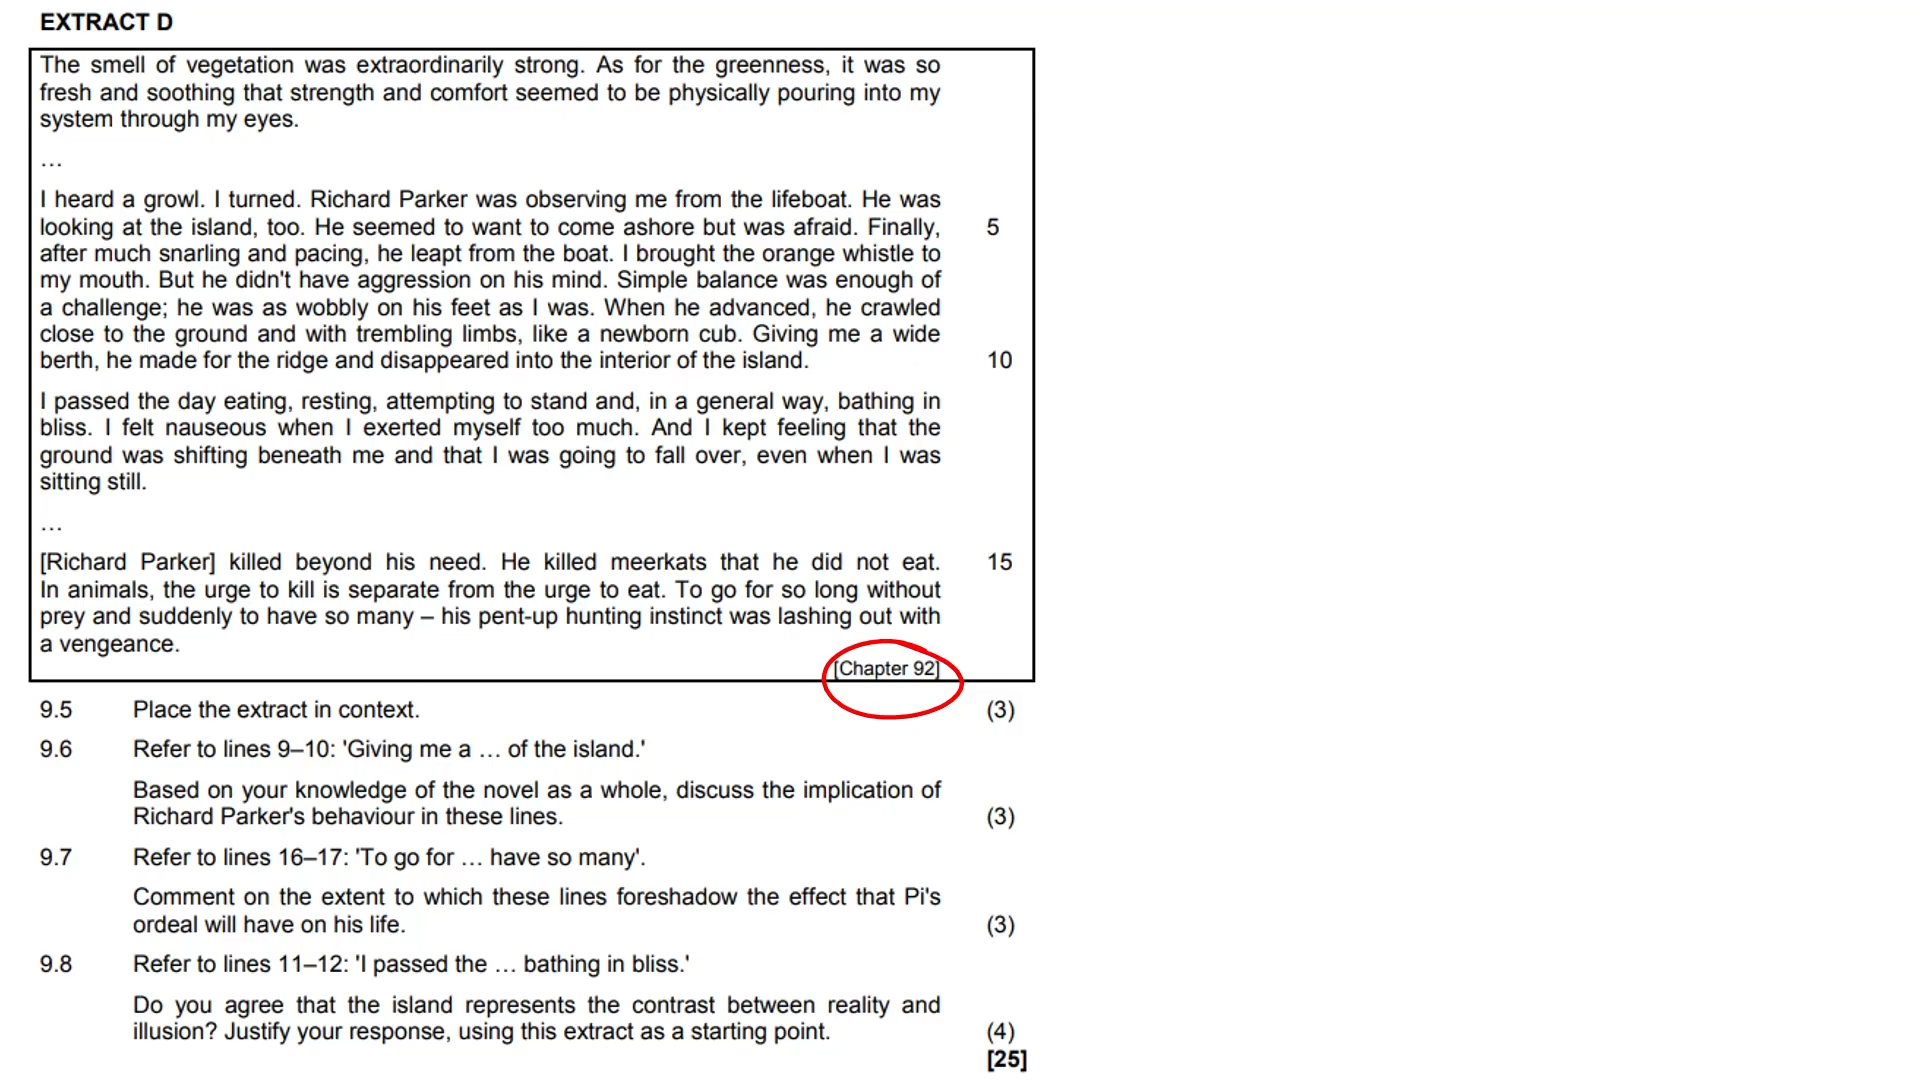 EXTRACT D
The smell of vegetation was extraordinarily strong. As for the greenness, it was so
fresh and soothing that strength and comfort seemed to be physically pouring into my
system through my eyes.
…
I heard a growl. I turned. Richard Parker was observing me from the lifeboat. He was
looking at the island, too. He seemed to want to come ashore but was afraid. Finally, 5
after much snarling and pacing, he leapt from the boat. I brought the orange whistle to
my mouth. But he didn't have aggression on his mind. Simple balance was enough of
a challenge; he was as wobbly on his feet as I was. When he advanced, he crawled
close to the ground and with trembling limbs, like a newborn cub. Giving me a wide
berth, he made for the ridge and disappeared into the interior of the island. 10
I passed the day eating, resting, attempting to stand and, in a general way, bathing in
bliss. I felt nauseous when I exerted myself too much. And I kept feeling that the
ground was shifting beneath me and that I was going to fall over, even when I was
sitting still.
…
[Richard Parker] killed beyond his need. He killed meerkats that he did not eat. 15
In animals, the urge to kill is separate from the urge to eat. To go for so long without
prey and suddenly to have so many – his pent-up hunting instinct was lashing out with
a vengeance.
[Chapter 92]
9.5 Place the extract in context. (3)
9.6 Refer to lines 9–10: 'Giving me a … of the island.'
Based on your knowledge of the novel as a whole, discuss the implication of
Richard Parker's behaviour in these lines. (3)
9.7 Refer to lines 16–17: 'To go for … have so many'.
Comment on the extent to which these lines foreshadow the effect that Pi's
ordeal will have on his life. (3)
9.8 Refer to lines 11–12: 'I passed the … bathing in bliss.'
Do you agree that the island represents the contrast between reality and
illusion? Justify your response, using this extract as a starting point. (4)
[25]